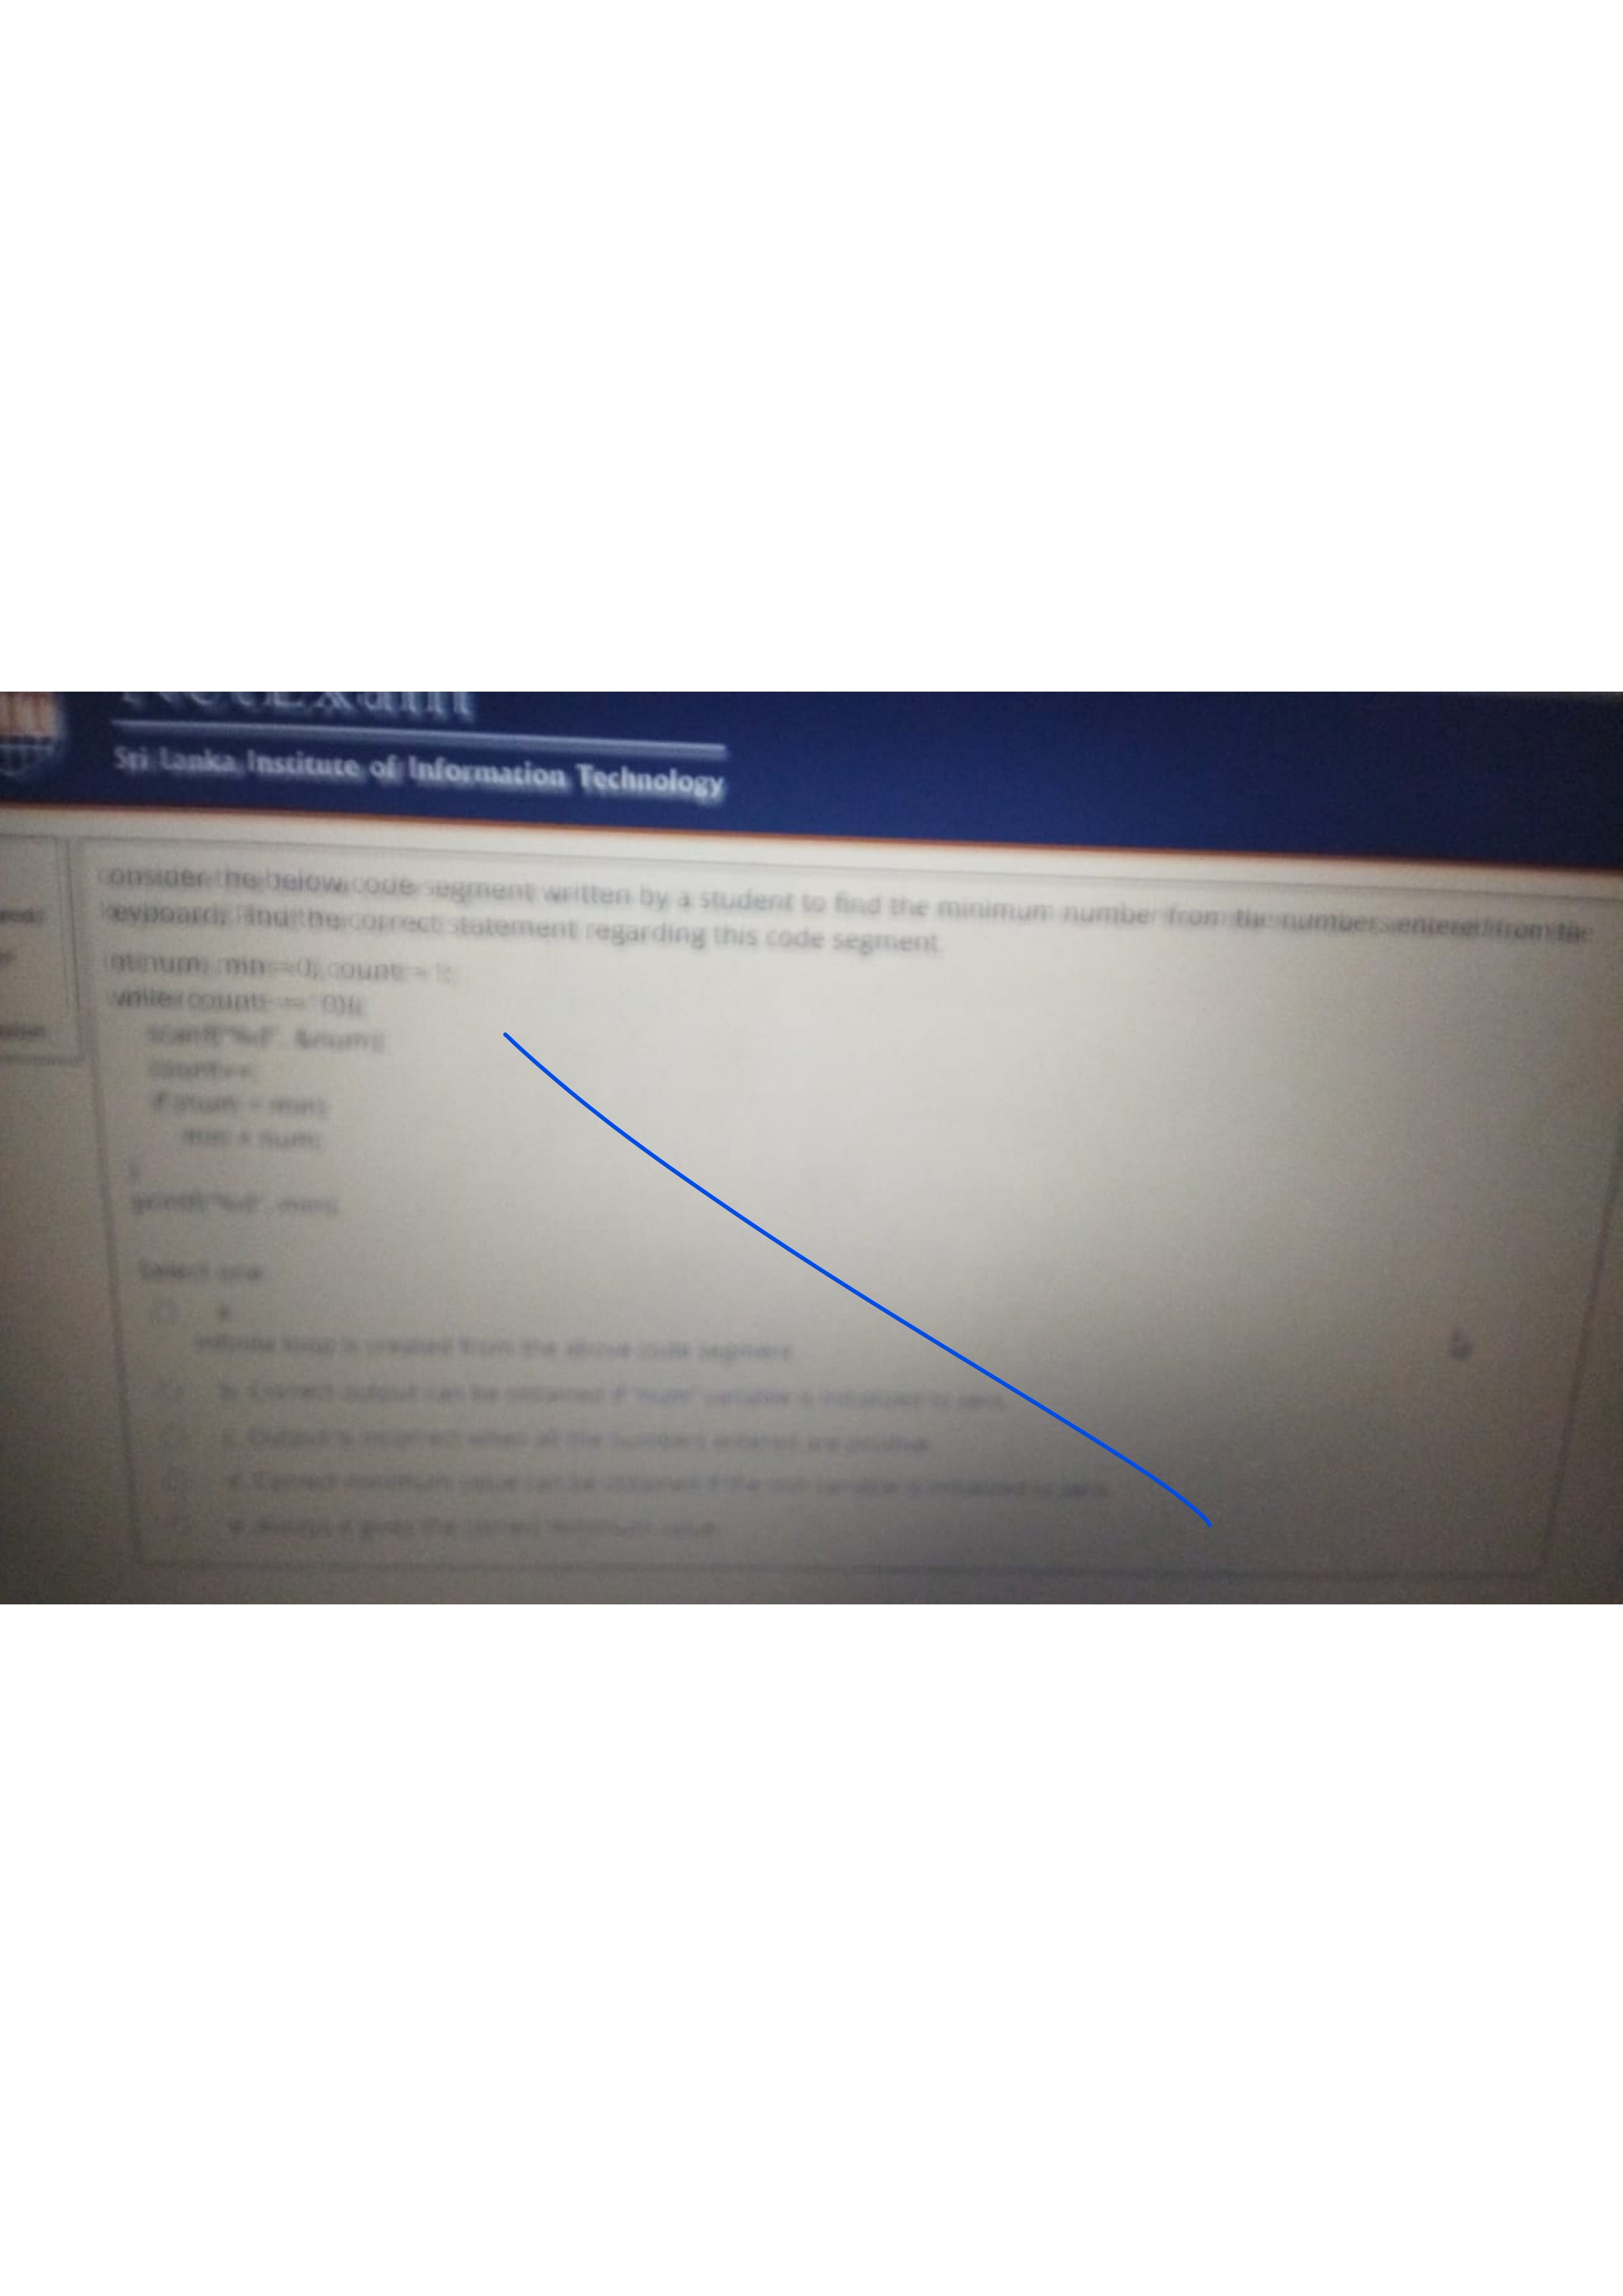 NetExam
Sri Lanka Institute of Information Technology
onsider the below code segment written by a student to find the minimum number from the numbers entered from the
keyboard. Find the correct statement regarding this code segment.
int num, min = 0, count = 1;
while (count <= 10){
scanf("%d", &num);
count++;
if (num < min)
min = num;
}
printf("%d", min);
Select one:
a.
Infinite loop is created from the above code segment
b. Correct output can be obtained if 'num' variable is initialized to zero.
c. Output is incorrect when all the numbers entered are positive
d. Correct minimum value can be obtained if the min variable is initialized to zero.
e. Always it gives the correct minimum value.